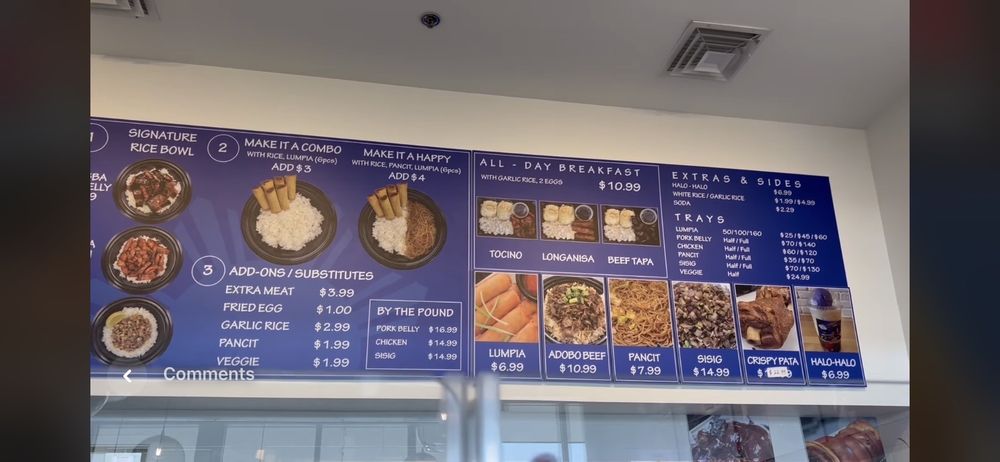 1
SIGNATURE
RICE BOWL
ELLY
9
2
MAKE IT A COMBO
WITH RICE, LUMPIA (6pcs)
ADD $3
MAKE IT A HAPPY
WITH RICE, PANCIT, LUMPIA (6pcs)
ADD $4
3
ADD-ONS / SUBSTITUTES
EXTRA MEAT $3.99
FRIED EGG $1.00
GARLIC RICE $2.99
PANCIT $1.99
VEGGIE $1.99
BY THE POUND
PORK BELLY $16.99
CHICKEN $14.99
SISIG $14.99
ALL - DAY BREAKFAST
WITH GARLIC RICE, 2 EGGS $10.99
TOCINO LONGANISA BEEF TAPA
EXTRAS & SIDES
HALO-HALO $6.99
WHITE RICE / GARLIC RICE $1.99 / $4.99
SODA $2.29
TRAYS
LUMPIA 50/100/160 $25 / $45 / $60
PORK BELLY Half / Full $70 / $140
CHICKEN Half / Full $60 / $120
PANCIT Half / Full $35 / $70
SISIG Half / Full $70 / $130
VEGGIE Half $24.99
LUMPIA
$6.99
ADOBO BEEF
$10.99
PANCIT
$7.99
SISIG
$14.99
CRISPY PATA
HALO-HALO
$6.99
Comments